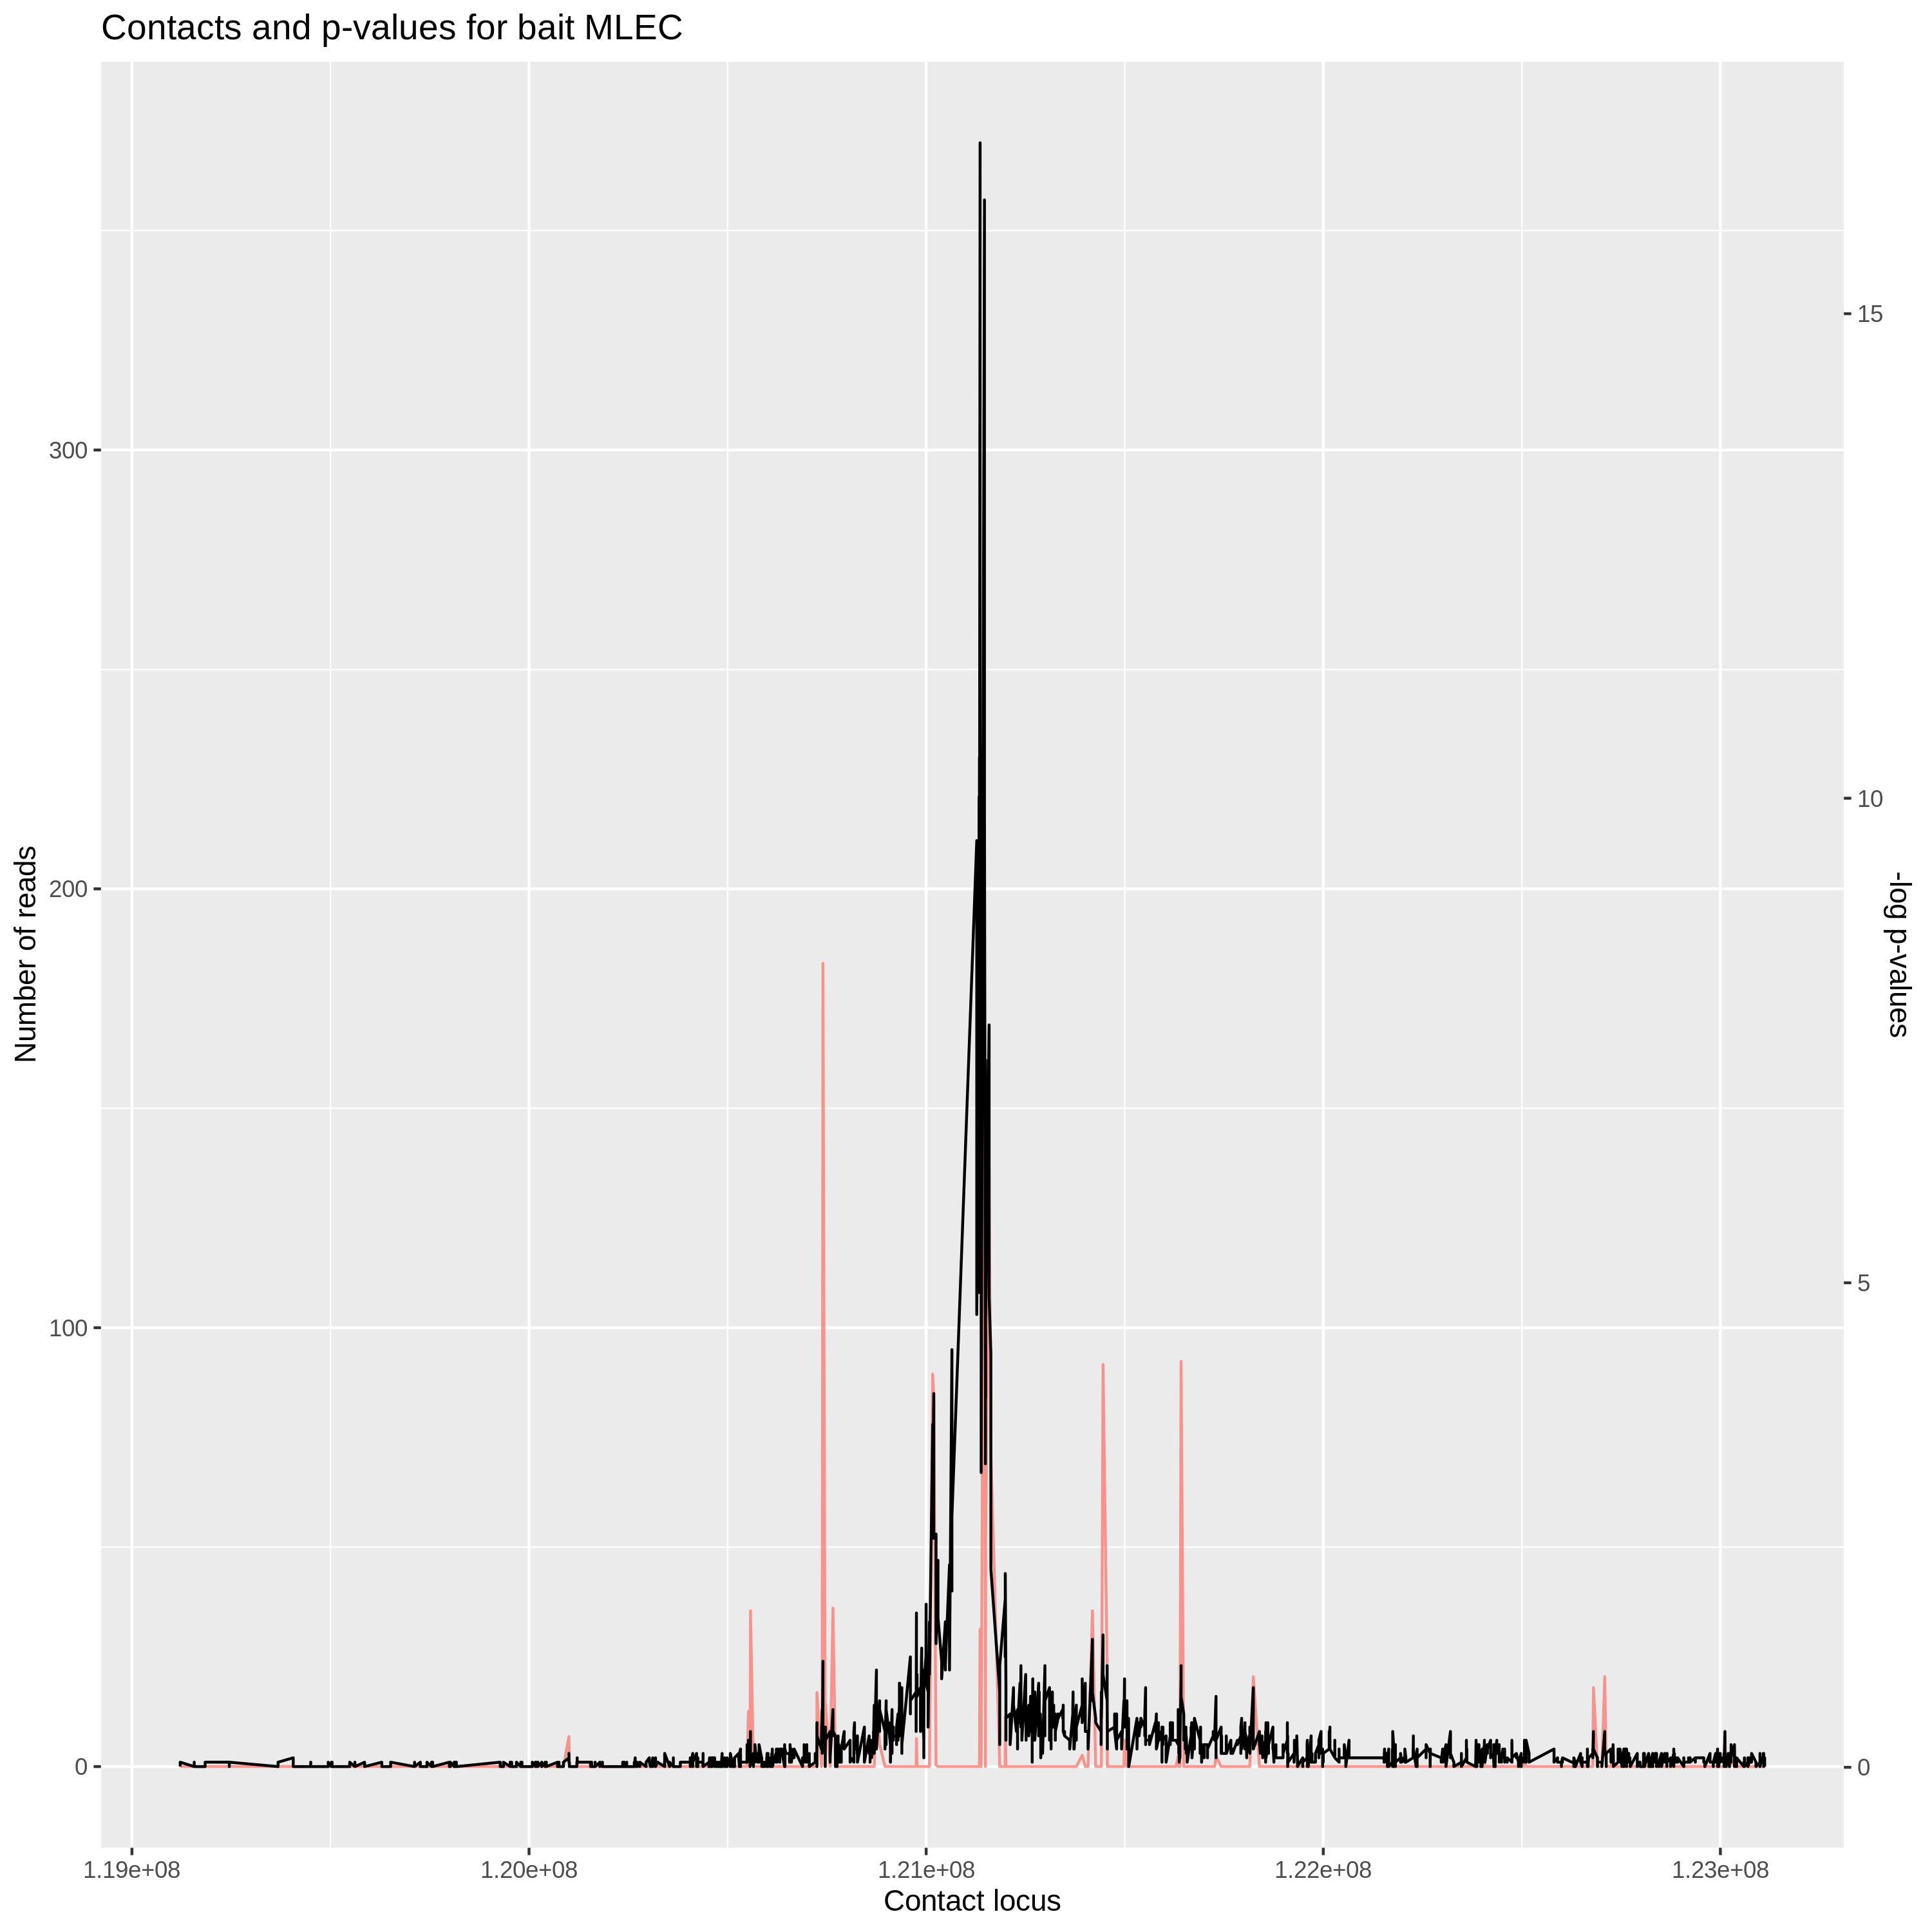 Contacts and p-values for bait MLEC
Number of reads
300
200
100
0
15
10
5
0
-log p-values
1.19e+08 1.20e+08 1.21e+08 1.22e+08 1.23e+08
Contact locus